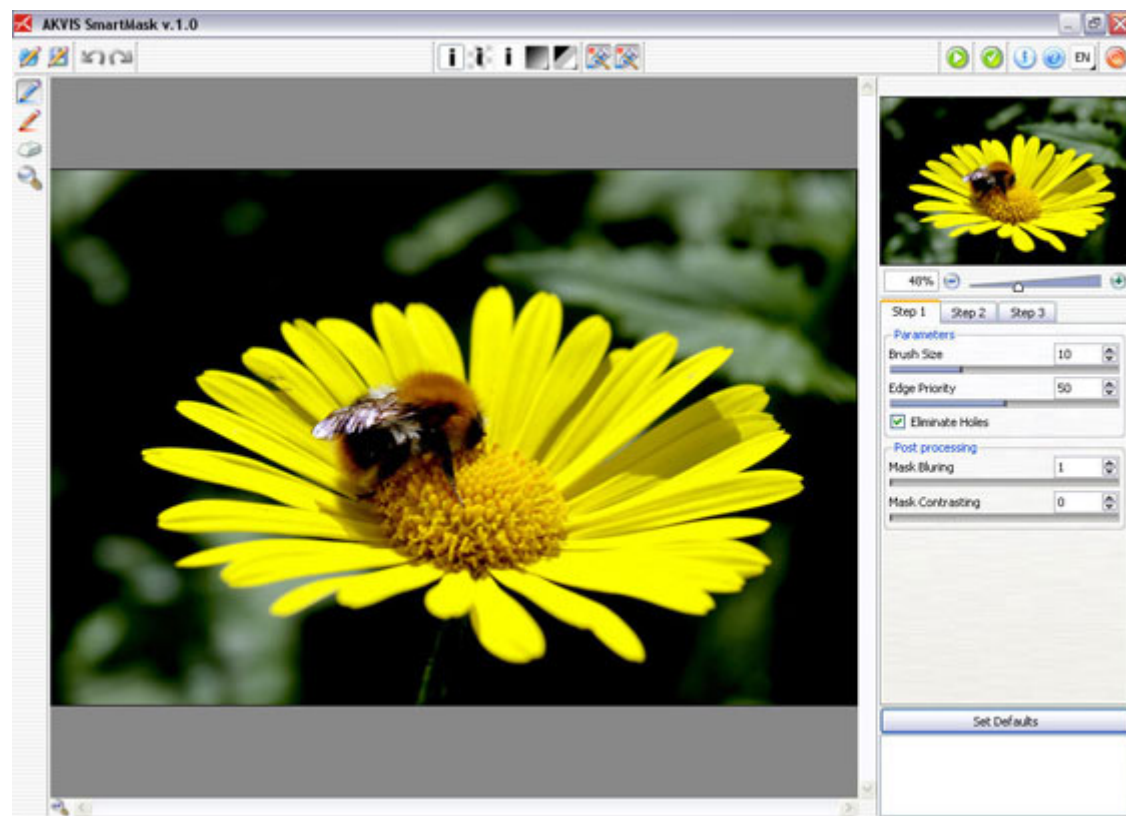 AKVIS SmartMask v.1.0
EN
48%
Step 1 Step 2 Step 3
Parameters
Brush Size 10
Edge Priority 50
Eliminate Holes
Post processing
Mask Bluring 1
Mask Contrasting 0
Set Defaults